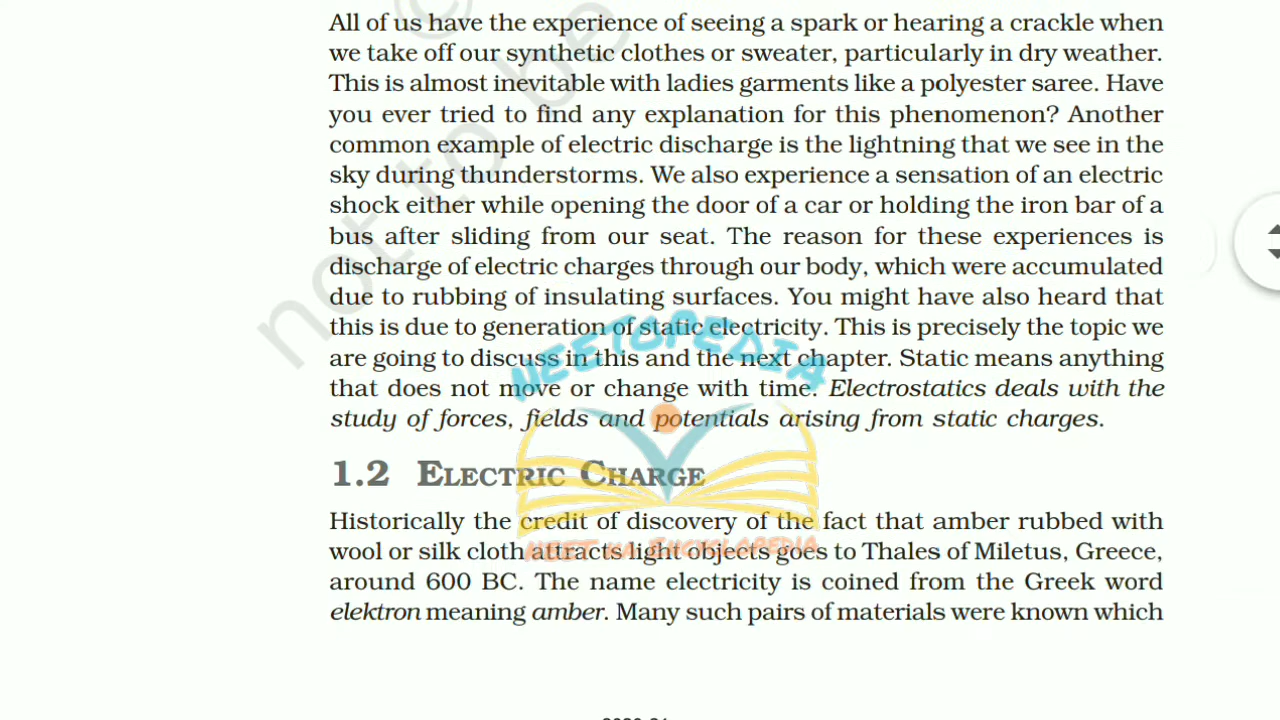 All of us have the experience of seeing a spark or hearing a crackle when
we take off our synthetic clothes or sweater, particularly in dry weather.
This is almost inevitable with ladies garments like a polyester saree. Have
you ever tried to find any explanation for this phenomenon? Another
common example of electric discharge is the lightning that we see in the
sky during thunderstorms. We also experience a sensation of an electric
shock either while opening the door of a car or holding the iron bar of a
bus after sliding from our seat. The reason for these experiences is
discharge of electric charges through our body, which were accumulated
due to rubbing of insulating surfaces. You might have also heard that
this is due to generation of static electricity. This is precisely the topic we
are going to discuss in this and the next chapter. Static means anything
that does not move or change with time. Electrostatics deals with the
study of forces, fields and potentials arising from static charges.
1.2 ELECTRIC CHARGE
Historically the credit of discovery of the fact that amber rubbed with
wool or silk cloth attracts light objects goes to Thales of Miletus, Greece,
around 600 BC. The name electricity is coined from the Greek word
elektron meaning amber. Many such pairs of materials were known which
not to be
NEETOPEDIA
NEET KA ENCYCLOPEDIA